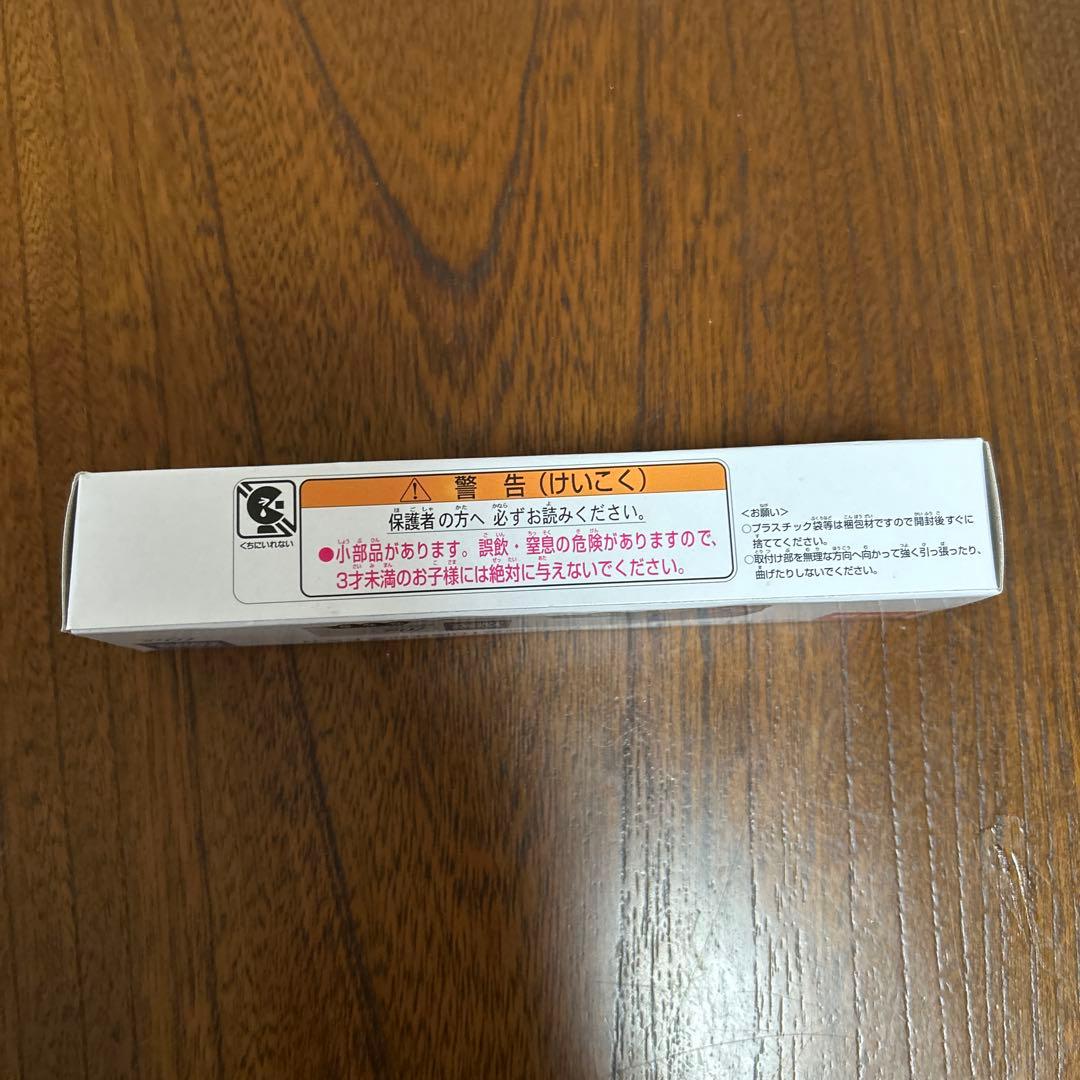 くちにいれない
警告(けいこく)
保護者の方へ 必ずお読みください。
●小部品があります。誤飲・窒息の危険がありますので、
3才未満のお子様には絶対に与えないでください。
<お願い>
○プラスチック袋等は梱包材ですので開封後すぐに
捨ててください。
○取付け部を無理な方向へ向かって強く引っ張ったり、
曲げたりしないでください。